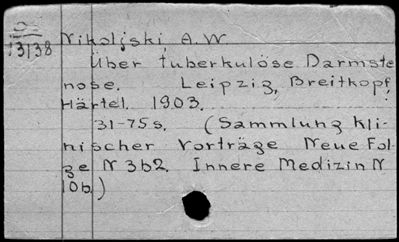 13138
Nikoljski, A. W
Über tuberkulöse Darmste
nose. Leipzig, Breitkopf,
Härtel. 1903.
31-75 s. (Sammlung Kli-
nischer Vorträge Neue Fol-
ge N 362. Innere Medizin N
10b.)